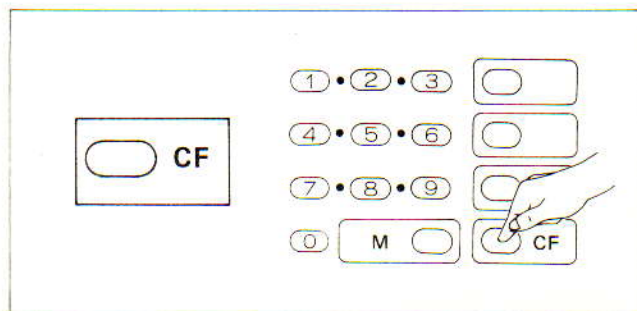 CF
1 • 2 • 3
4 • 5 • 6
7 • 8 • 9
0 M CF